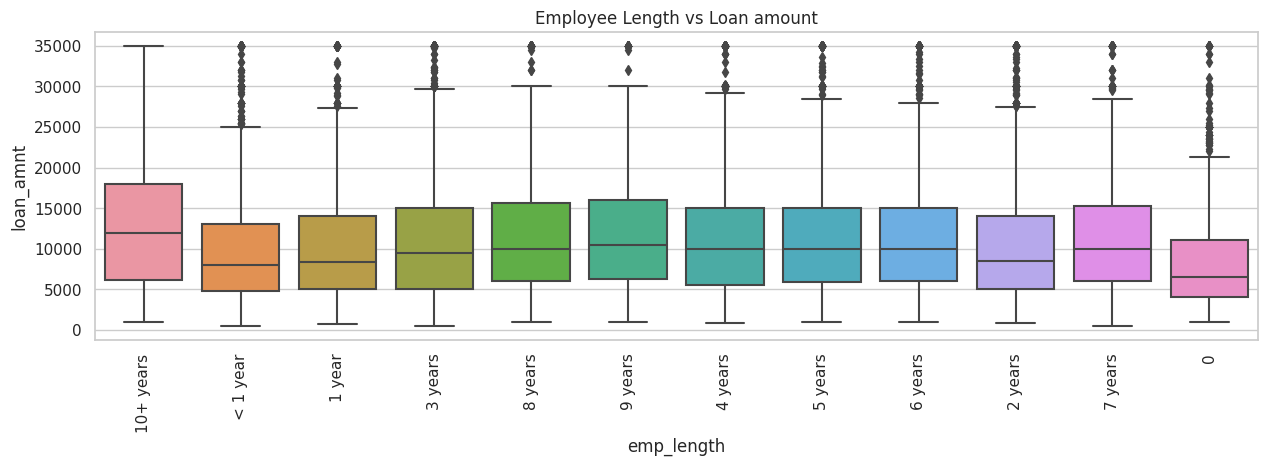 Employee Length vs Loan amount
loan_amnt
35000
30000
25000
20000
15000
10000
5000
0
10+ years
< 1 year
1 year
3 years
8 years
9 years
4 years
5 years
6 years
2 years
7 years
0
emp_length